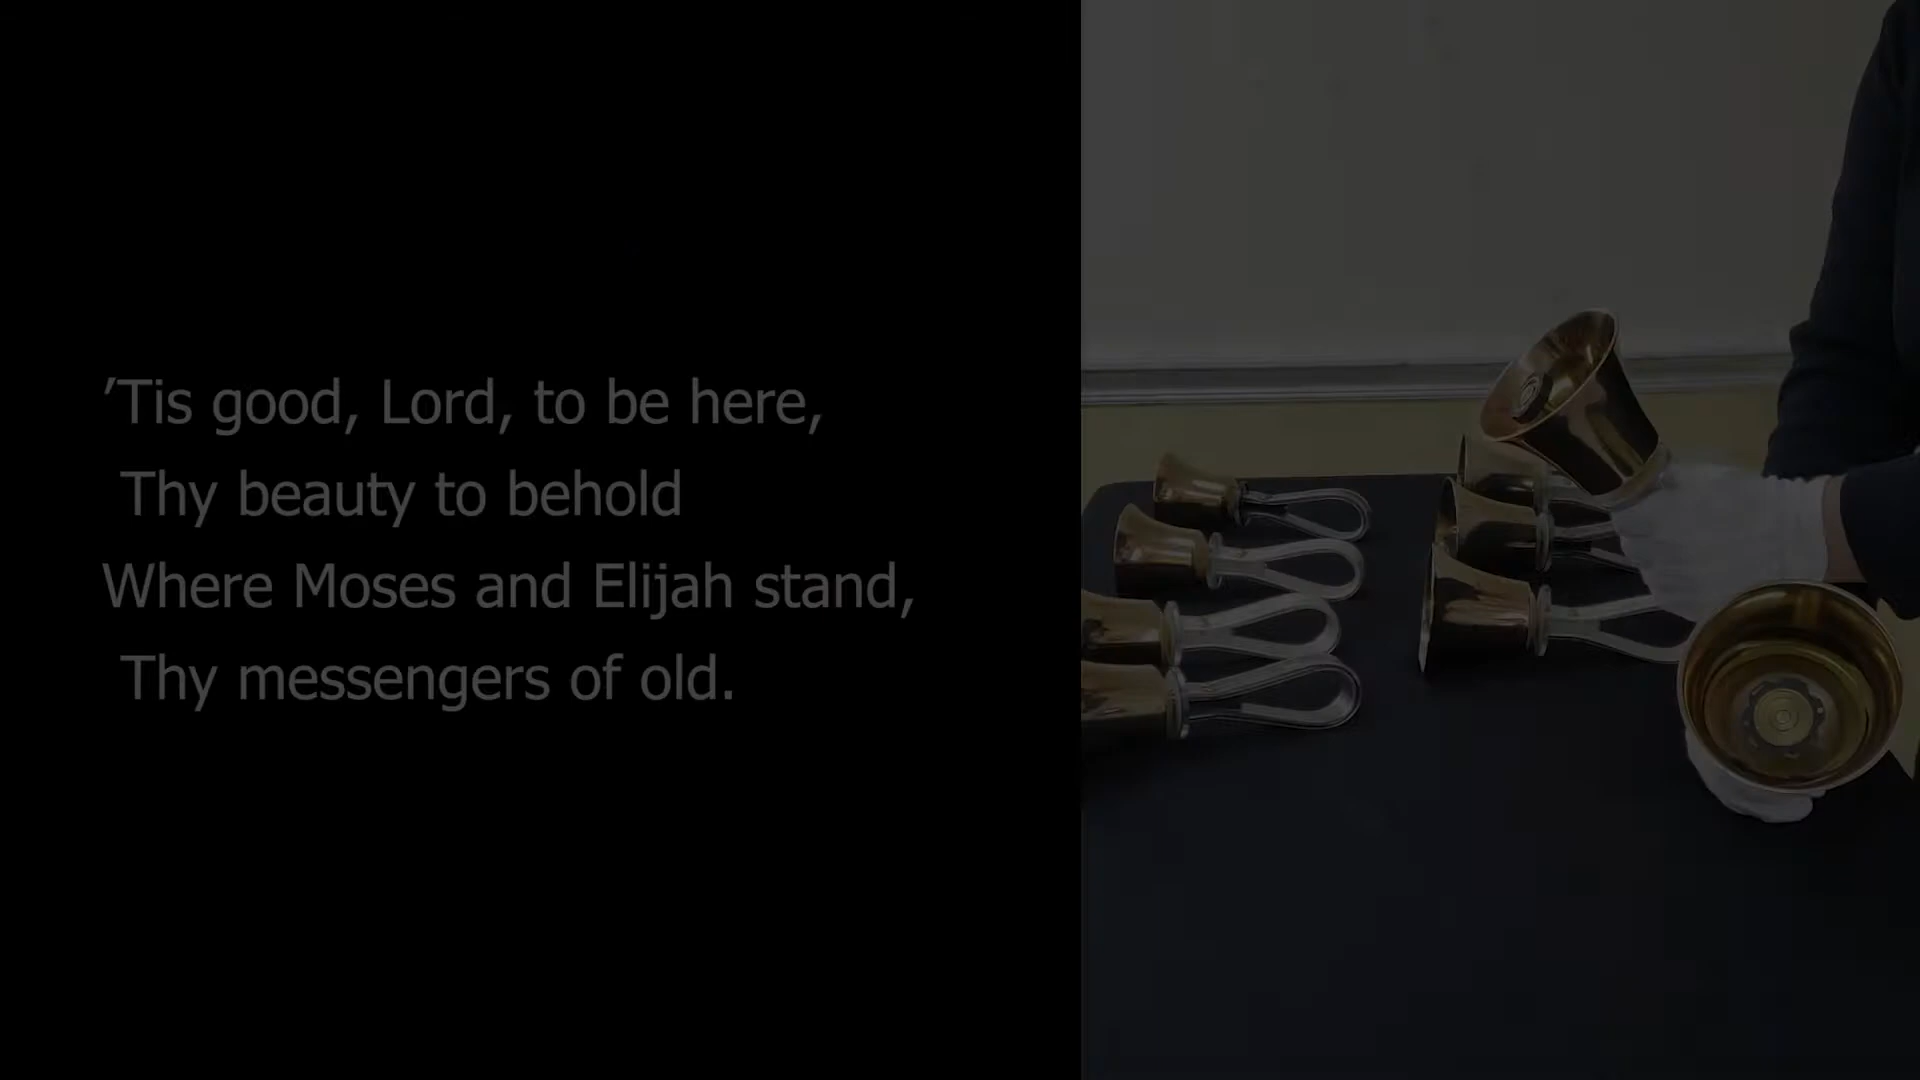 ’Tis good, Lord, to be here,
Thy beauty to behold
Where Moses and Elijah stand,
Thy messengers of old.